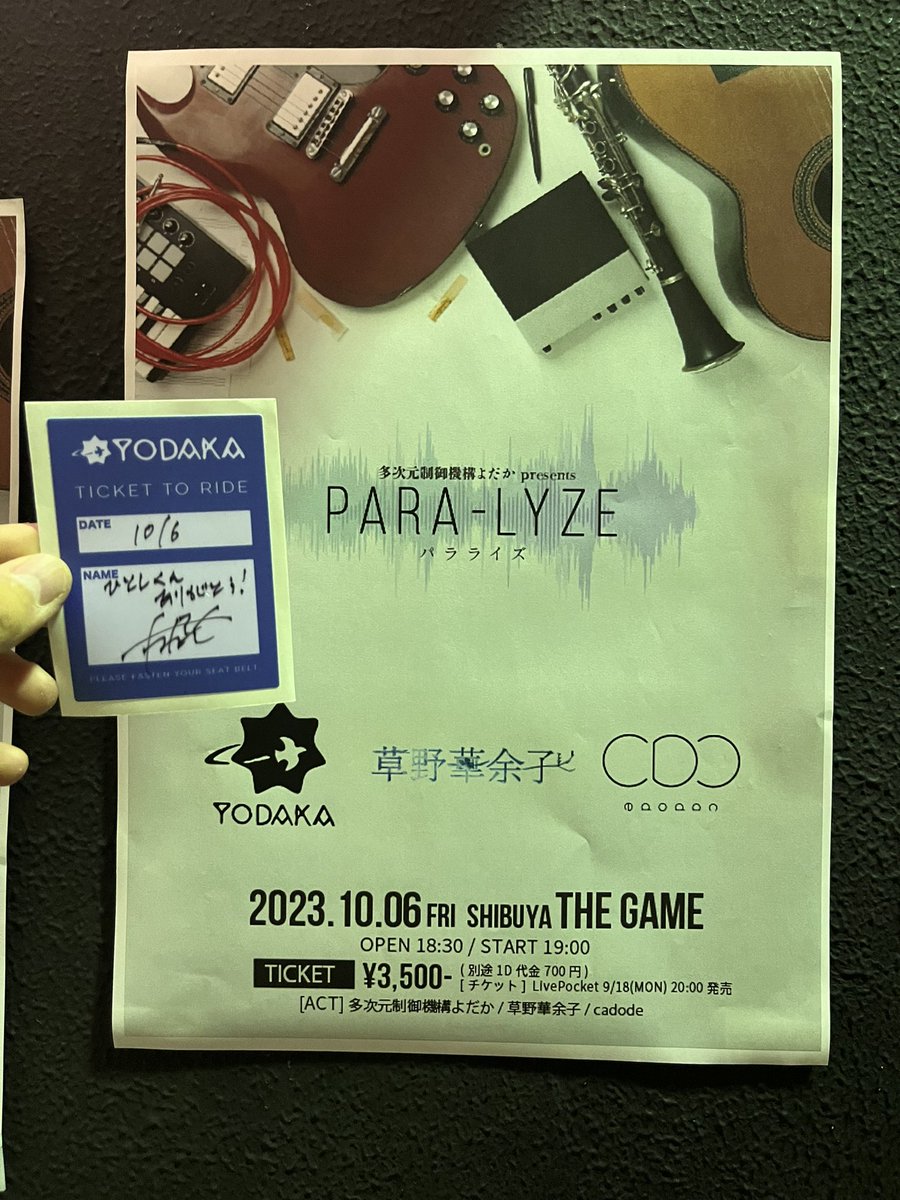 YODAKA
TICKET TO RIDE
DATE
10/6
NAME
ひとしくん
ありがとう!
PLEASE FASTEN YOUR SEAT BELT
多次元制御機構よだか presents
PARA-LYZE
パラライズ
YODAKA
草野華余子
CDC
cadode
2023.10.06 FRI SHIBUYA THE GAME
OPEN 18:30 / START 19:00
TICKET ¥3,500- (別途 1D 代金 700 円)
[チケット] LivePocket 9/18(MON) 20:00 発売
[ACT] 多次元制御機構よだか / 草野華余子 / cadode